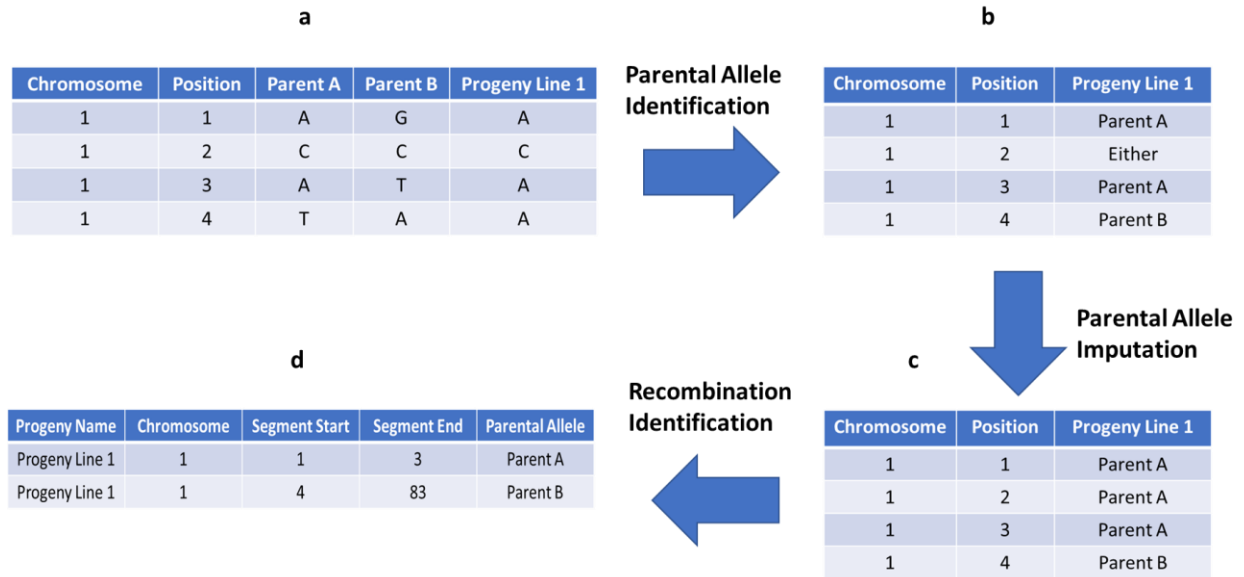 a
Chromosome Position Parent A Parent B Progeny Line 1
1 1 A G A
1 2 C C C
1 3 A T A
1 4 T A A
Parental Allele
Identification
b
Chromosome Position Progeny Line 1
1 1 Parent A
1 2 Either
1 3 Parent A
1 4 Parent B
Parental Allele
Imputation
c
Chromosome Position Progeny Line 1
1 1 Parent A
1 2 Parent A
1 3 Parent A
1 4 Parent B
Recombination
Identification
d
Progeny Name Chromosome Segment Start Segment End Parental Allele
Progeny Line 1 1 1 3 Parent A
Progeny Line 1 1 4 83 Parent B